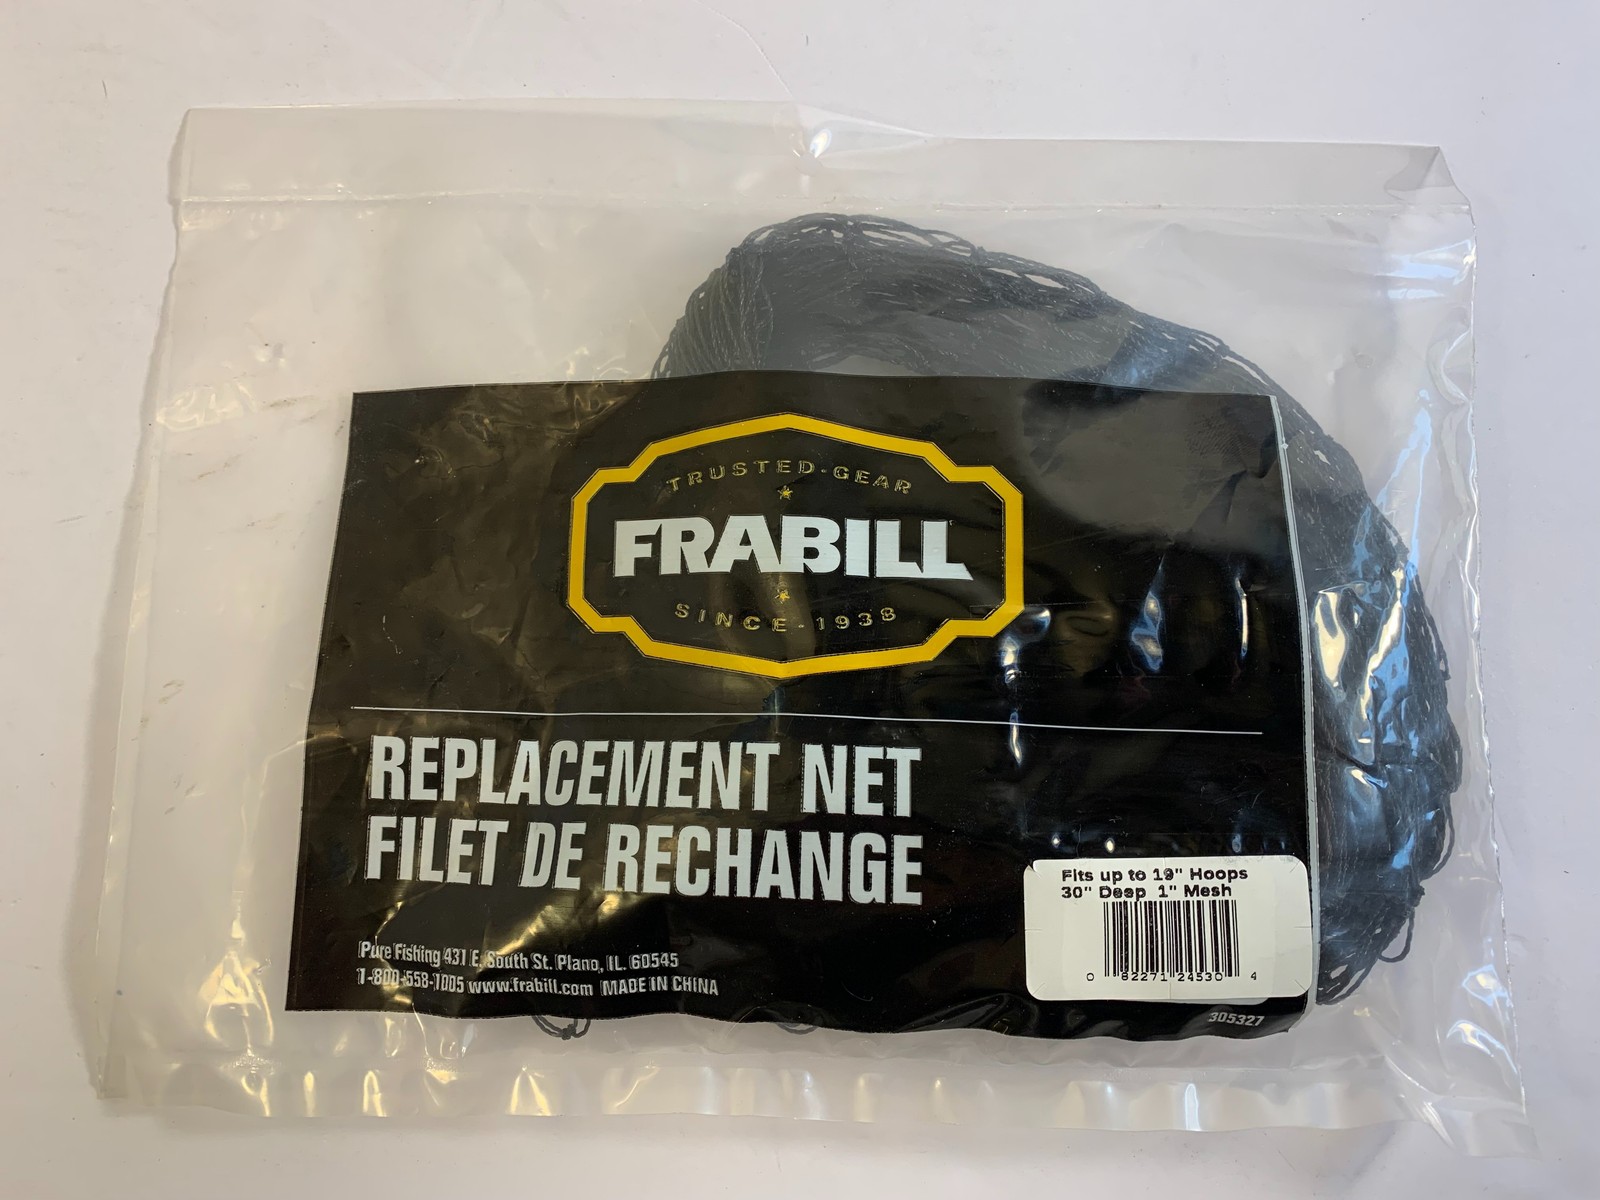 TRUSTED-GEAR
FRABILL
SINCE-1938
REPLACEMENT NET
FILET DE RECHANGE
Pure Fishing 431 E. South St. Plano, IL. 60545
1-800-558-1005 www.frabill.com MADE IN CHINA
Fits up to 19" Hoops
30" Deep 1" Mesh
0 82271 24530 4
305327